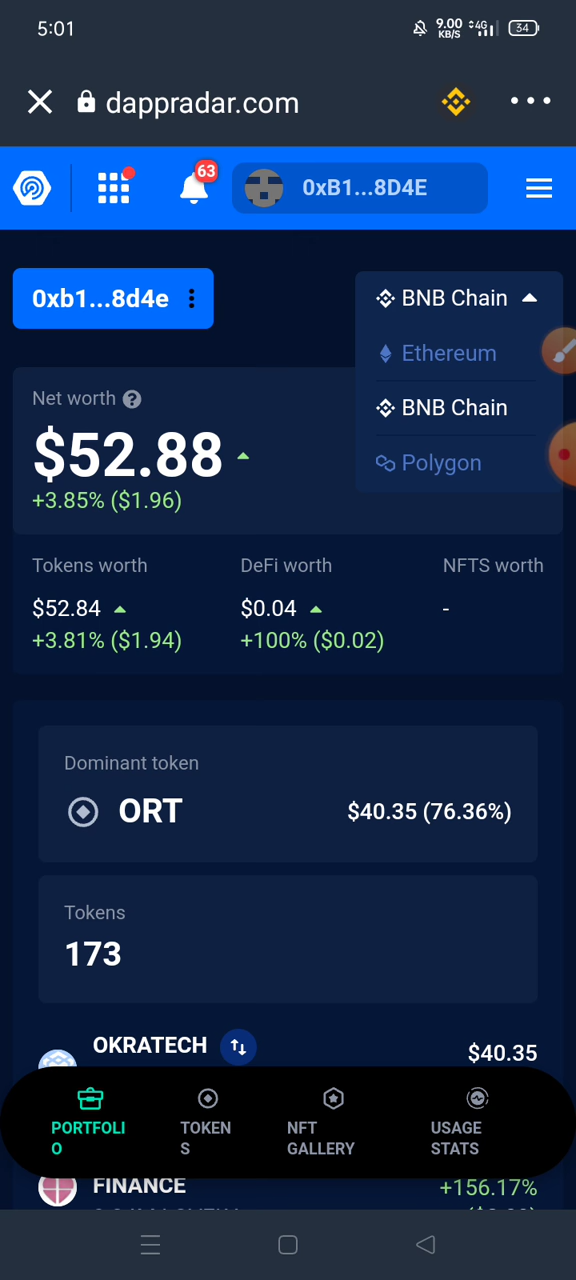 5:01
9.00
KB/S
4G
34
dappradar.com
63
0xB1...8D4E
0xb1...8d4e
BNB Chain
Ethereum
BNB Chain
Polygon
Net worth ?
$52.88
+3.85% ($1.96)
Tokens worth
DeFi worth
NFTS worth
$52.84
$0.04
-
+3.81% ($1.94)
+100% ($0.02)
Dominant token
ORT
$40.35 (76.36%)
Tokens
173
OKRATECH
$40.35
PORTFOLI
O
TOKEN
S
NFT
GALLERY
USAGE
STATS
FINANCE
+156.17%